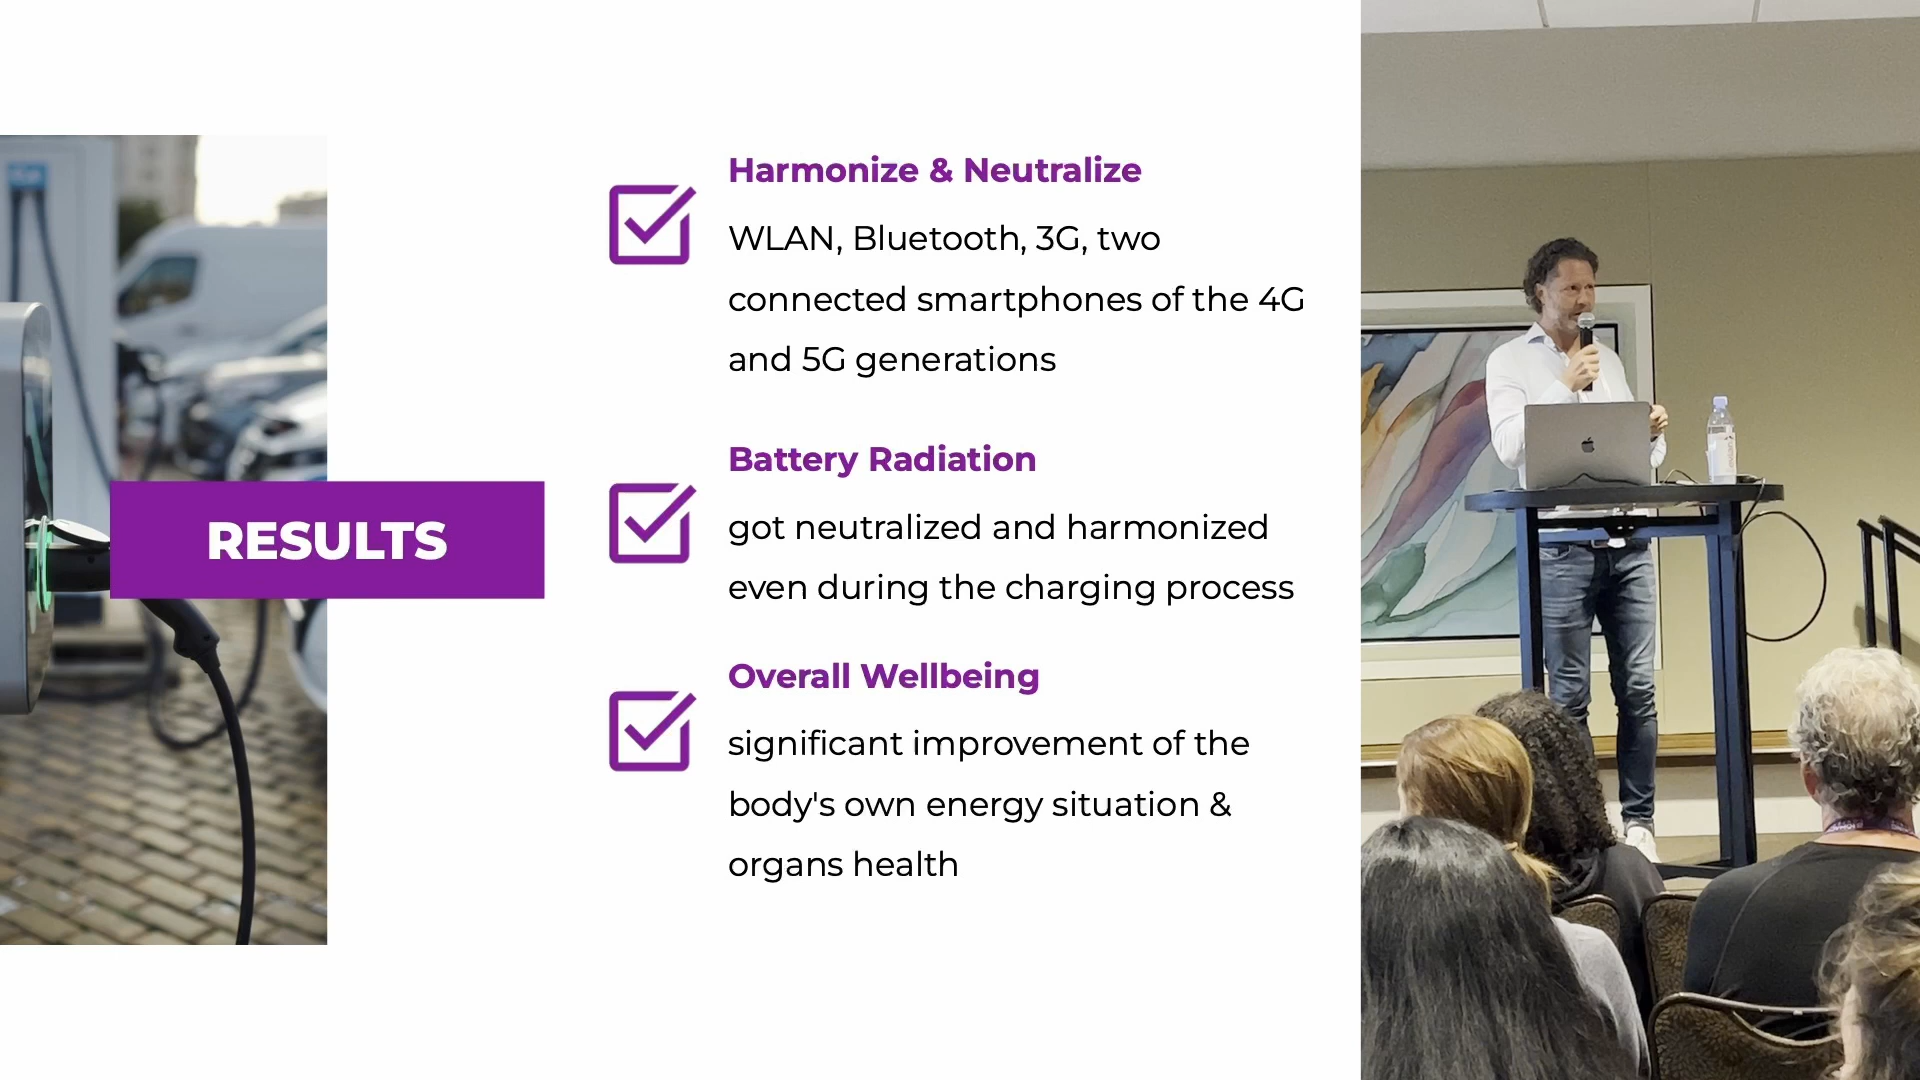 RESULTS
Harmonize & Neutralize
WLAN, Bluetooth, 3G, two
connected smartphones of the 4G
and 5G generations
Battery Radiation
got neutralized and harmonized
even during the charging process
Overall Wellbeing
significant improvement of the
body's own energy situation &
organs health